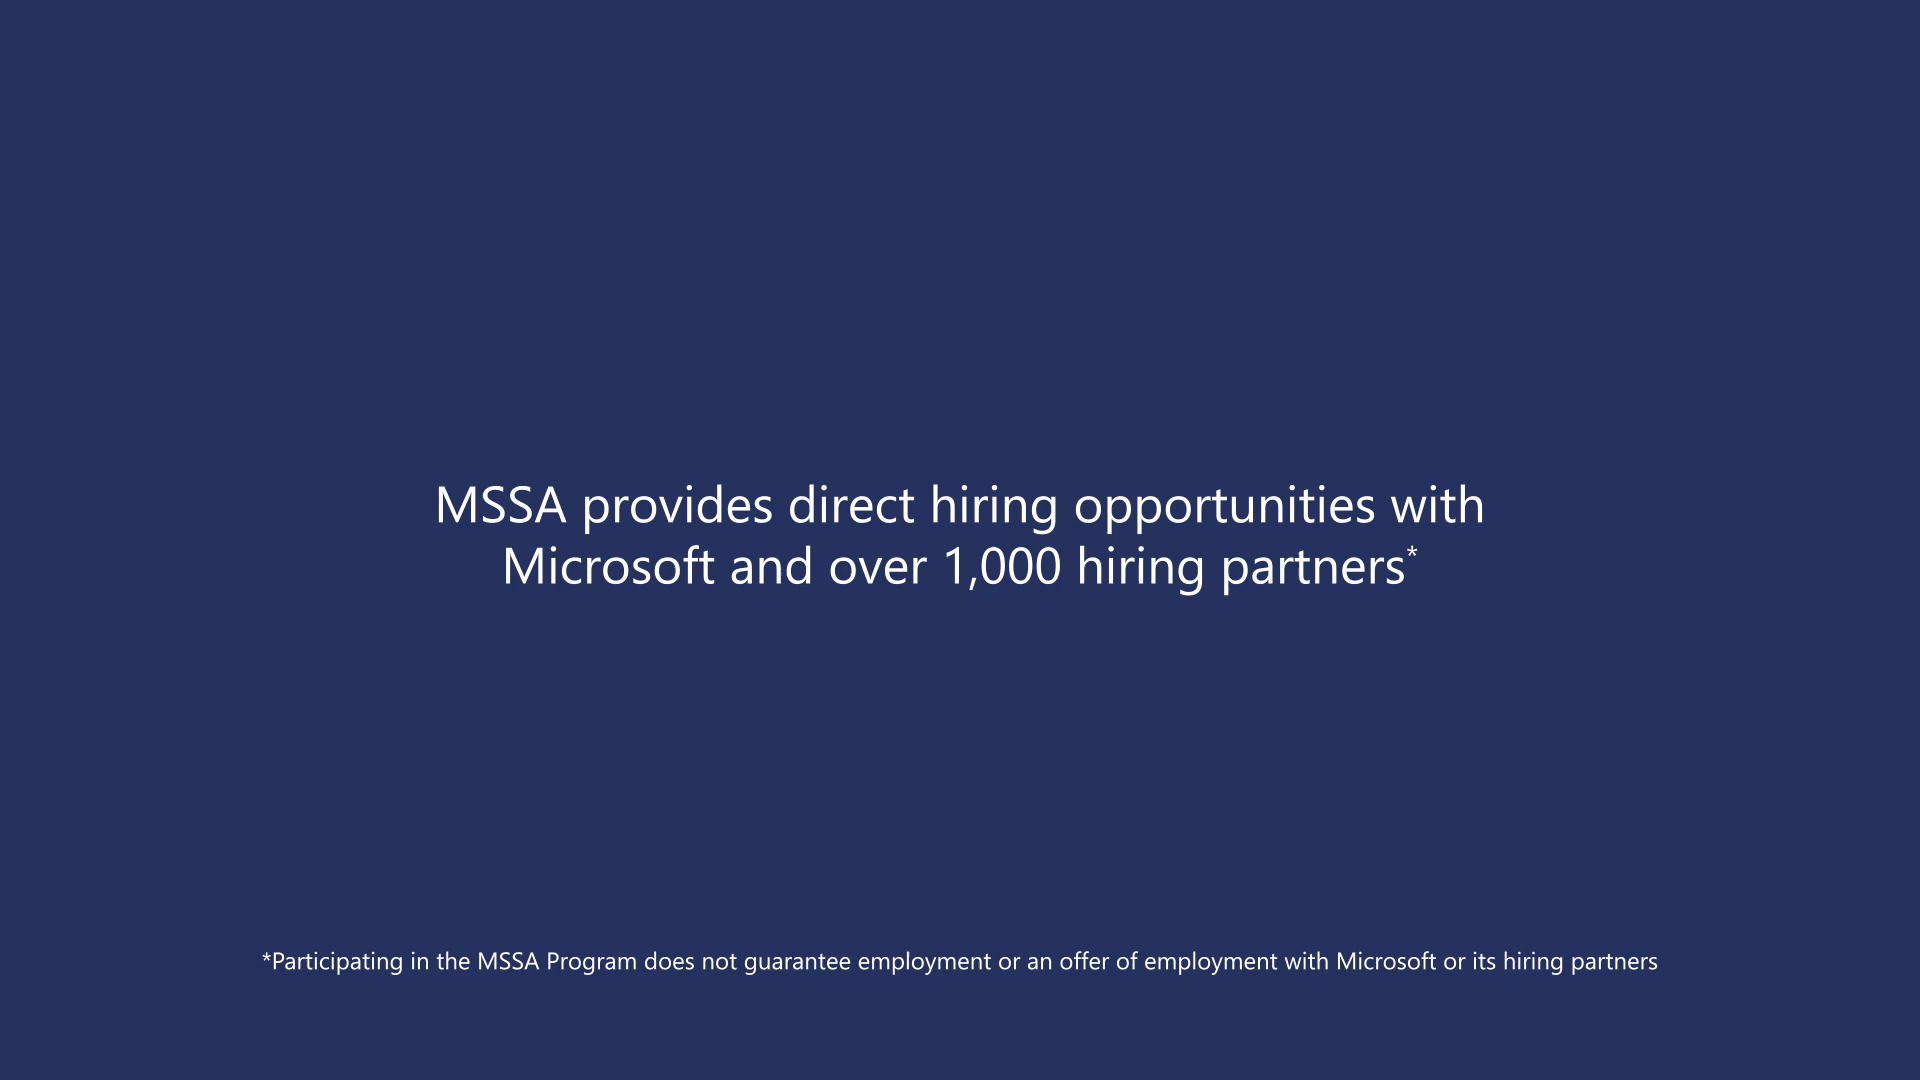 MSSA provides direct hiring opportunities with
Microsoft and over 1,000 hiring partners*
*Participating in the MSSA Program does not guarantee employment or an offer of employment with Microsoft or its hiring partners